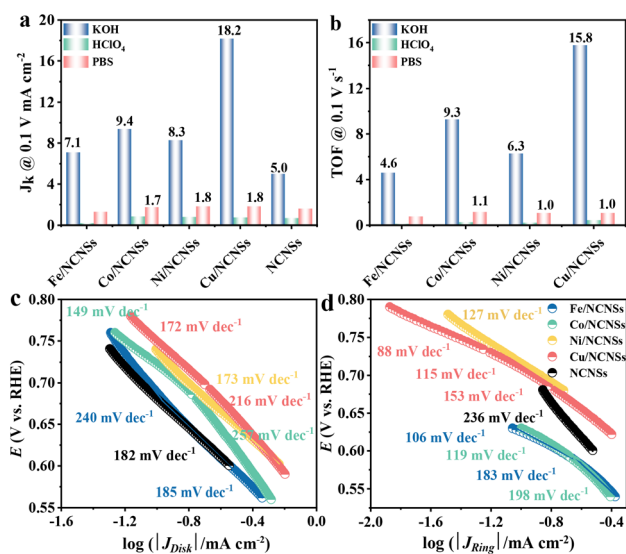 a
KOH
HClO4
PBS
20
16
12
8
4
0
Jk @ 0.1 V mA cm-2
7.1
9.4
1.7
8.3
1.8
18.2
1.8
5.0
Fe/NCNSs
Co/NCNSs
Ni/NCNSs
Cu/NCNSs
NCNSs
b
KOH
HClO4
PBS
16
12
8
4
0
TOF @ 0.1 V s-1
4.6
9.3
1.1
6.3
1.0
15.8
1.0
Fe/NCNSs
Co/NCNSs
Ni/NCNSs
Cu/NCNSs
c
0.80
0.75
0.70
0.65
0.60
0.55
E (V vs. RHE)
149 mV dec-1
172 mV dec-1
173 mV dec-1
216 mV dec-1
240 mV dec-1
182 mV dec-1
185 mV dec-1
-1.6
-1.2
-0.8
-0.4
0.0
log (|JDisk|/mA cm-2)
d
0.80
0.75
0.70
0.65
0.60
0.55
E (V vs. RHE)
127 mV dec-1
Fe/NCNSs
Co/NCNSs
Ni/NCNSs
Cu/NCNSs
NCNSs
88 mV dec-1
115 mV dec-1
153 mV dec-1
236 mV dec-1
106 mV dec-1
119 mV dec-1
183 mV dec-1
198 mV dec-1
-2.0
-1.6
-1.2
-0.8
-0.4
log (|JRing|/mA cm-2)